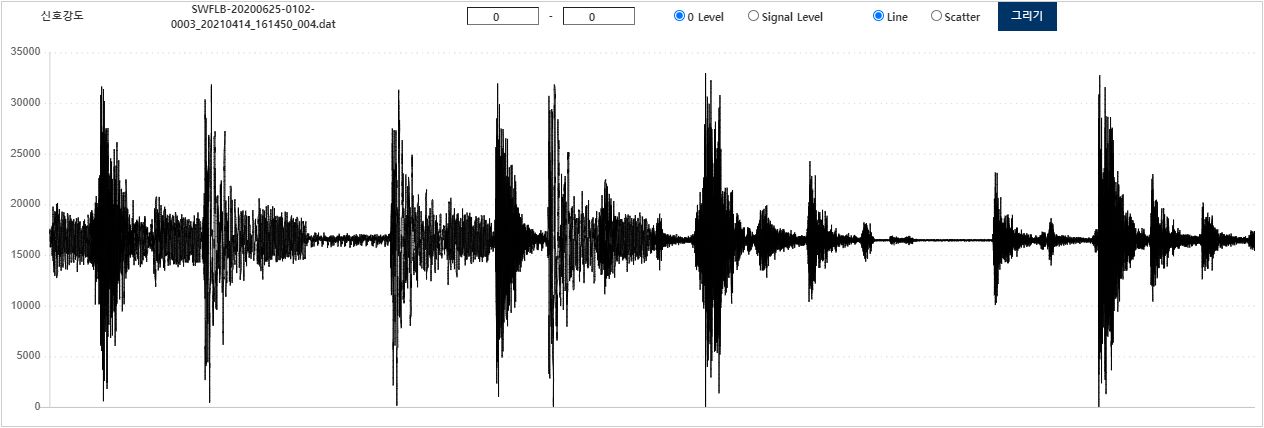 신호강도
SWFLB-20200625-0102-
0003_20210414_161450_004.dat
0 - 0
0 Level Signal Level
Line Scatter
그리기
35000
30000
25000
20000
15000
10000
5000
0